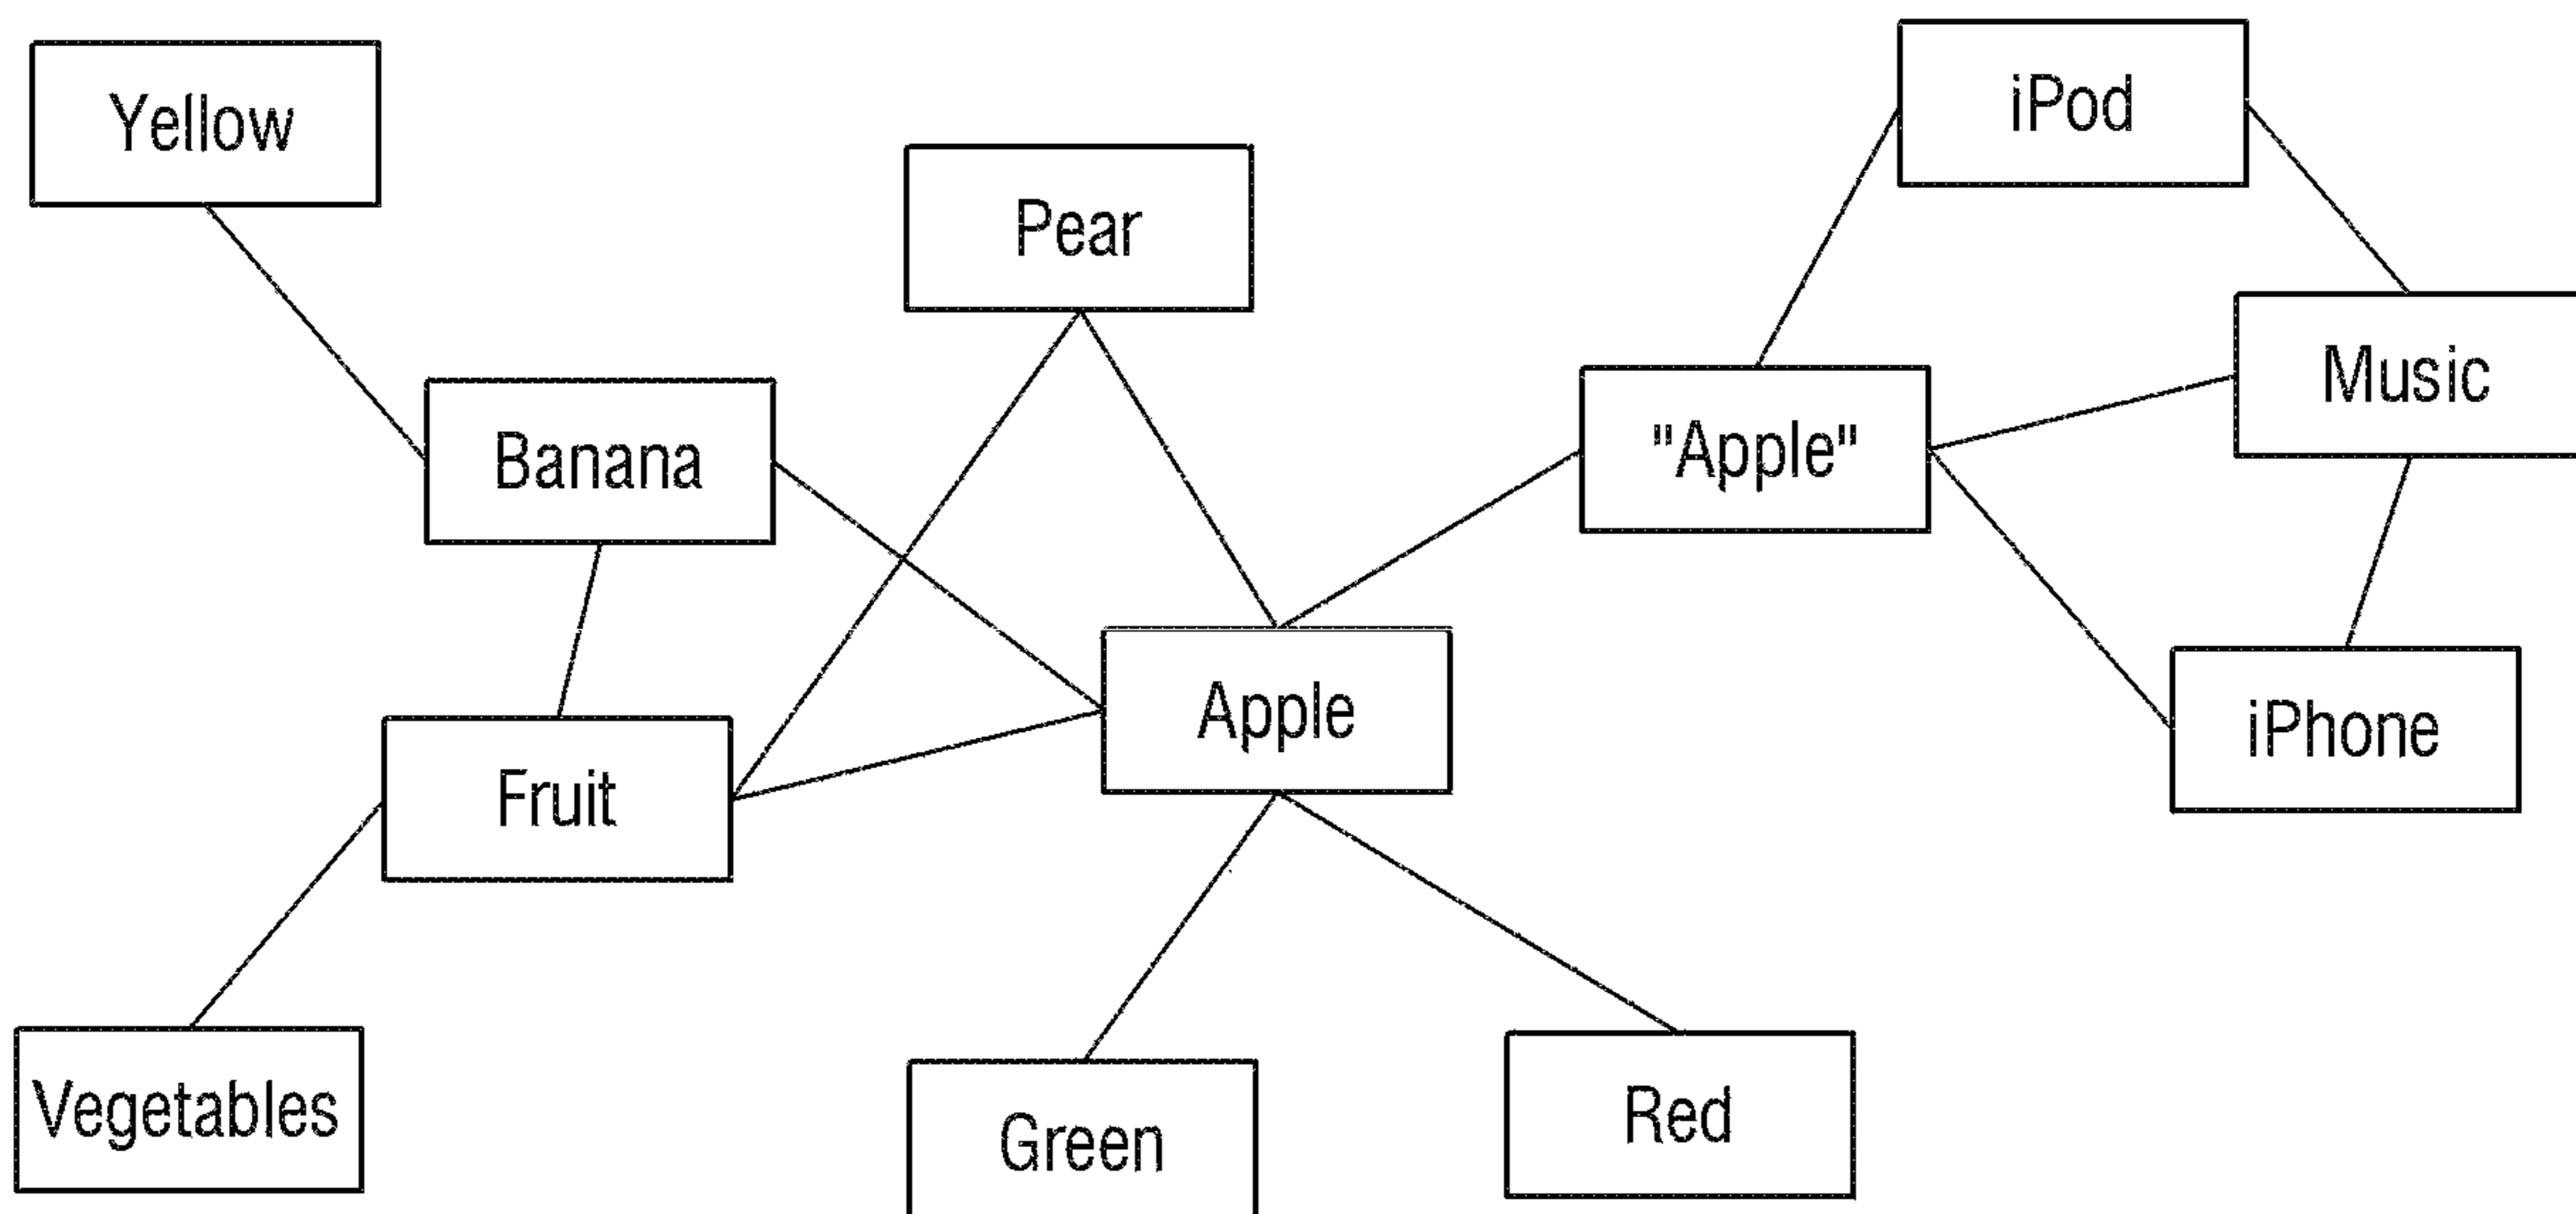 iPod
Yellow
Pear
Music
"Apple"
Banana
Apple
iPhone
Fruit
Vegetables
Red
Green